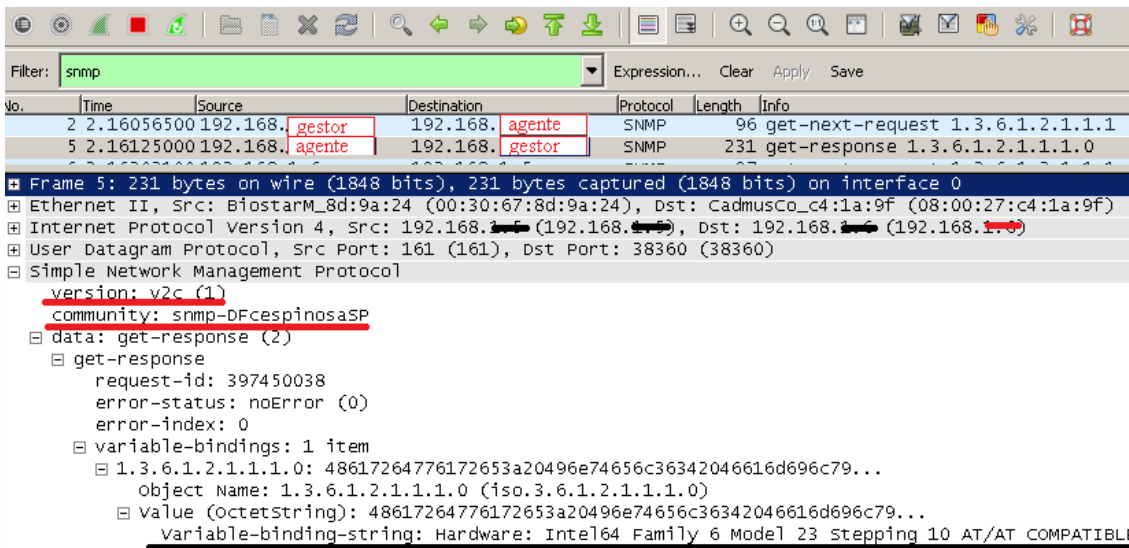 Filter: snmp Expression... Clear Apply Save
No. Time Source Destination Protocol Length Info
2 2.16056500 192.168. gestor 192.168. agente SNMP 96 get-next-request 1.3.6.1.2.1.1.1
5 2.16125000 192.168. agente 192.168. gestor SNMP 231 get-response 1.3.6.1.2.1.1.1.0
Frame 5: 231 bytes on wire (1848 bits), 231 bytes captured (1848 bits) on interface 0
Ethernet II, Src: BiostarM_8d:9a:24 (00:30:67:8d:9a:24), Dst: CadmusCo_c4:1a:9f (08:00:27:c4:1a:9f)
Internet Protocol Version 4, Src: 192.168. (192.168. ), Dst: 192.168. (192.168. )
User Datagram Protocol, Src Port: 161 (161), Dst Port: 38360 (38360)
Simple Network Management Protocol
version: v2c (1)
community: snmp-DFcespinosaSP
data: get-response (2)
get-response
request-id: 397450038
error-status: noError (0)
error-index: 0
variable-bindings: 1 item
1.3.6.1.2.1.1.1.0: 48617264776172653a20496e74656c36342046616d696c79...
Object Name: 1.3.6.1.2.1.1.1.0 (iso.3.6.1.2.1.1.1.0)
Value (OctetString): 48617264776172653a20496e74656c36342046616d696c79...
Variable-binding-string: Hardware: Intel64 Family 6 Model 23 Stepping 10 AT/AT COMPATIBLE